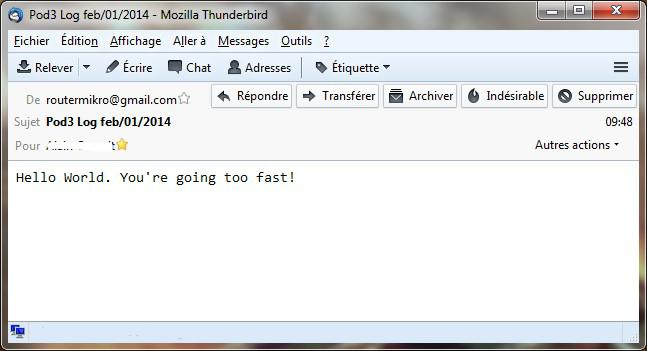 Pod3 Log feb/01/2014 - Mozilla Thunderbird
Fichier Édition Affichage Aller à Messages Outils ?
Relever Écrire Chat Adresses Étiquette
De routermikro@gmail.com Répondre Transférer Archiver Indésirable Supprimer
Sujet Pod3 Log feb/01/2014 09:48
Pour Autres actions
Hello World. You're going too fast!